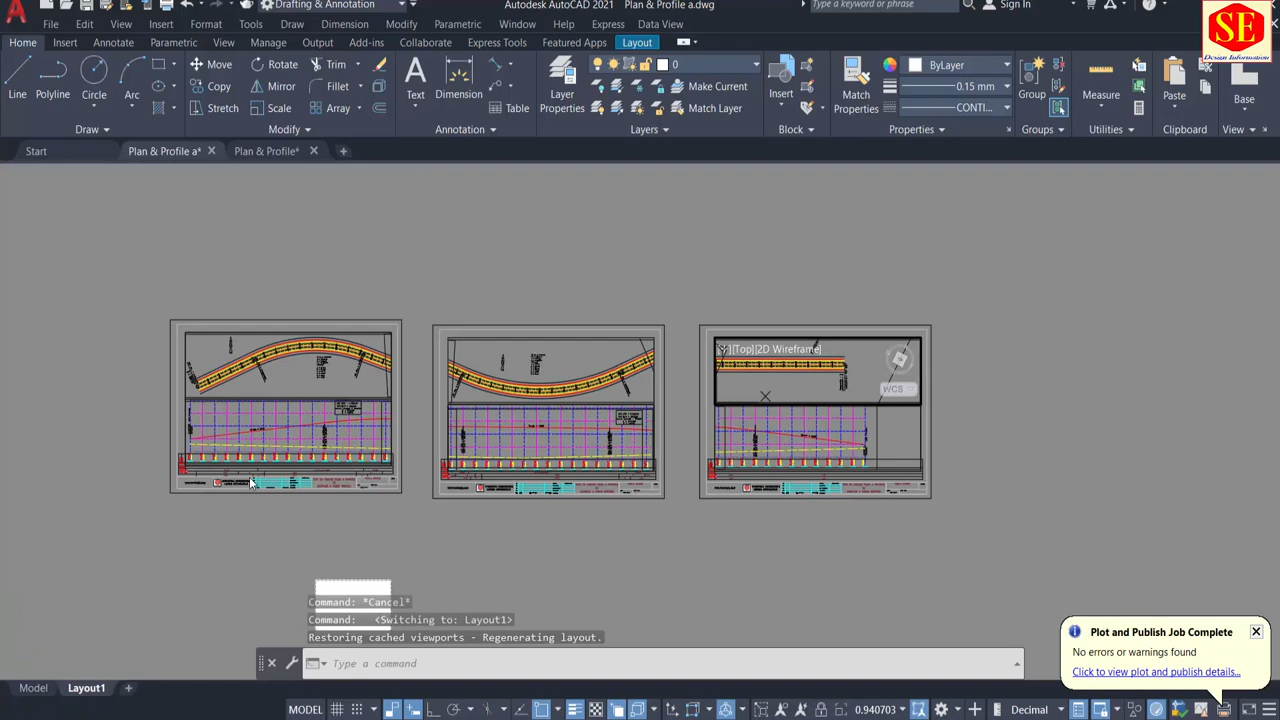 Drafting & Annotation
Autodesk AutoCAD 2021 Plan & Profile a.dwg
Type a keyword or phrase
Sign In
File Edit View Insert Format Tools Draw Dimension Modify Parametric Window Help Express Data View
Home Insert Annotate Parametric View Manage Output Add-ins Collaborate Express Tools Featured Apps Layout
SE
Design Information
Line Polyline Circle Arc
Move Rotate Trim
Copy Mirror Fillet
Stretch Scale Array
Text Dimension Table
Layer
Properties
0
Make Current
Match Layer
Insert
Match
Properties
ByLayer
0.15 mm
CONTI...
Group Measure Paste Base
Draw Modify Annotation Layers Block Properties Groups Utilities Clipboard View
Start Plan & Profile a* Plan & Profile*
][Top][2D Wireframe]
WCS
Command: *Cancel*
Command: <Switching to: Layout1>
Restoring cached viewports - Regenerating layout.
Type a command
Plot and Publish Job Complete
No errors or warnings found
Click to view plot and publish details...
Model Layout1
MODEL
0.940703
Decimal